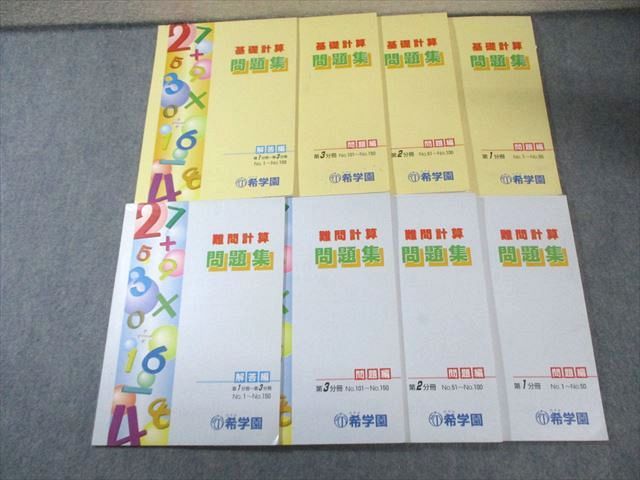 基礎計算
問題集
解答編
第1分冊~第3分冊
No.1~No.150
希学園
基礎計算
問題集
問題編
第3分冊 No.101~No.150
希学園
基礎計算
問題集
問題編
第2分冊 No.51~No.100
希学園
基礎計算
問題集
問題編
第1分冊 No.1~No.50
希学園
難問計算
問題集
解答編
第1分冊~第3分冊
No.1~No.150
希学園
難問計算
問題集
問題編
第3分冊 No.101~No.150
希学園
難問計算
問題集
問題編
第2分冊 No.51~No.100
希学園
難問計算
問題集
問題編
第1分冊 No.1~No.50
希学園